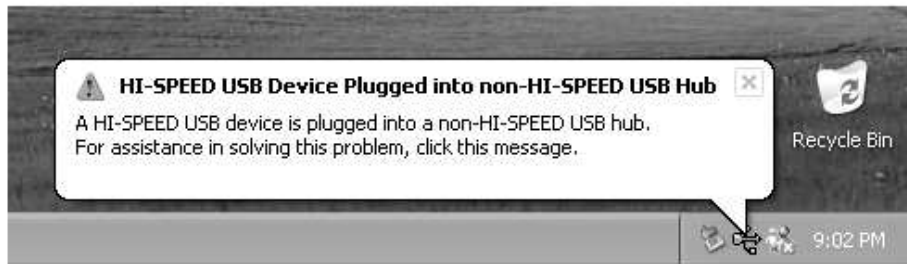 HI-SPEED USB Device Plugged into non-HI-SPEED USB Hub
A HI-SPEED USB device is plugged into a non-HI-SPEED USB hub.
For assistance in solving this problem, click this message.
Recycle Bin
9:02 PM